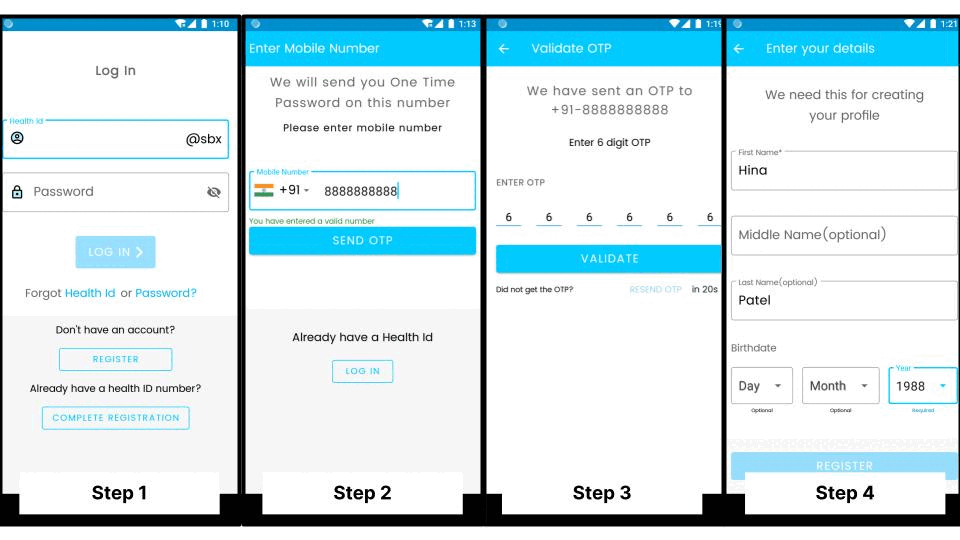 1:10
Log In
Health Id
@sbx
Password
LOG IN
Forgot Health Id or Password?
Don't have an account?
REGISTER
Already have a health ID number?
COMPLETE REGISTRATION
Step 1
1:13
Enter Mobile Number
We will send you One Time
Password on this number
Please enter mobile number
Mobile Number
+91
8888888888
You have entered a valid number
SEND OTP
Already have a Health Id
LOG IN
Step 2
1:19
Validate OTP
We have sent an OTP to
+91-8888888888
Enter 6 digit OTP
ENTER OTP
6 6 6 6 6 6
VALIDATE
Did not get the OTP? RESEND OTP in 20s
Step 3
1:21
Enter your details
We need this for creating
your profile
First Name*
Hina
Middle Name(optional)
Last Name(optional)
Patel
Birthdate
Year
Day Month 1988
Optional Optional Required
REGISTER
Step 4